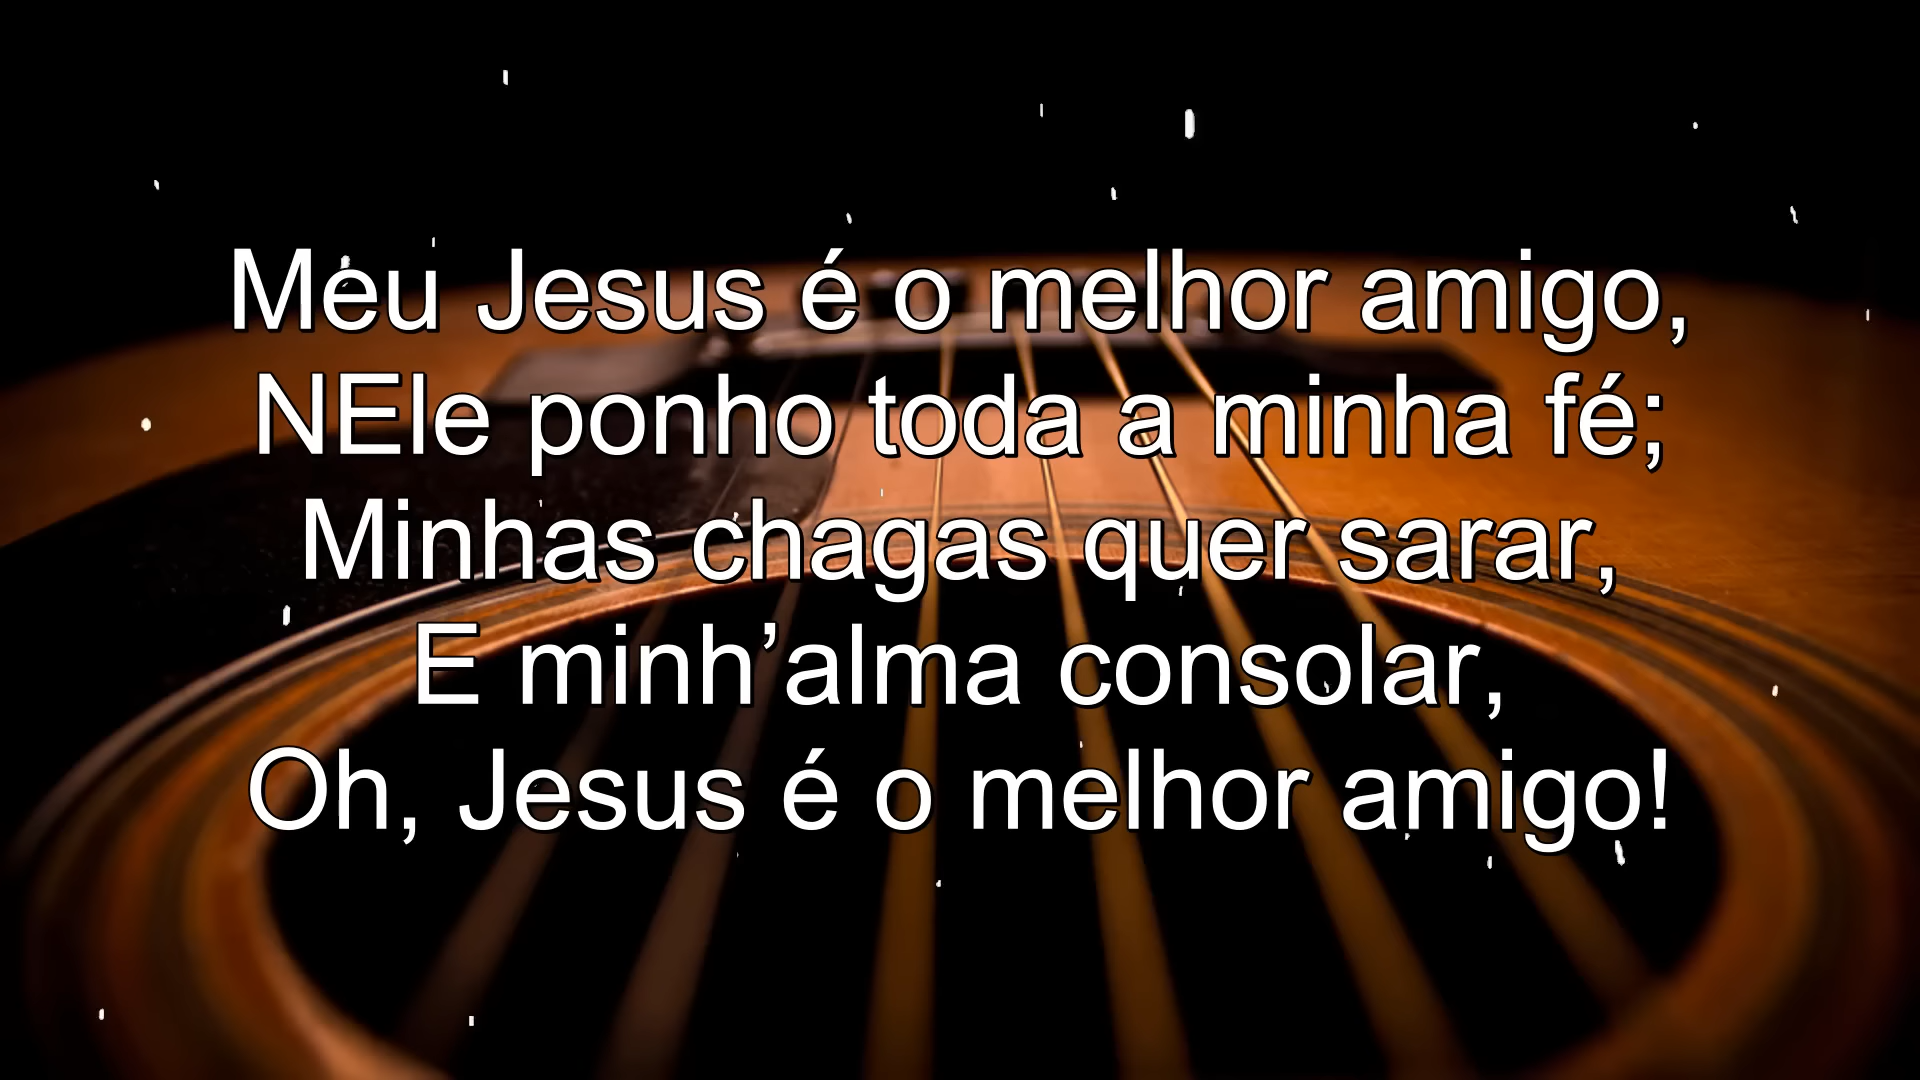 Meu Jesus é o melhor amigo,
NEle ponho toda a minha fé;
Minhas chagas quer sarar,
E minh’alma consolar,
Oh, Jesus é o melhor amigo!